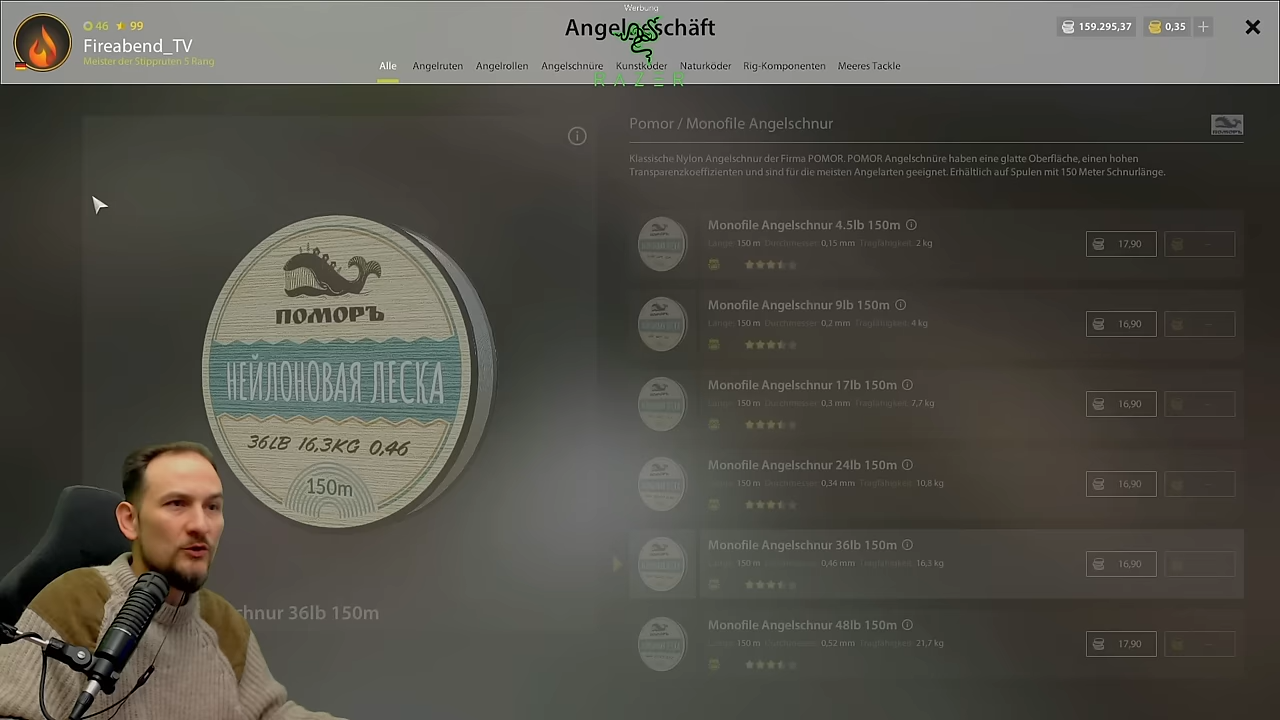 Werbung
46 99
Fireabend_TV
Meister der Stippruten 5 Rang
Angelgeschäft
159.295,37
0,35
RAZER
Alle
Angelruten
Angelrollen
Angelschnüre
Kunstköder
Naturköder
Rig-Komponenten
Meeres Tackle
ПОМОРЪ
НЕЙЛОНОВАЯ ЛЕСКА
36LB 16,3KG 0,46
150m
chnur 36lb 150m
Pomor / Monofile Angelschnur
Klassische Nylon Angelschnur der Firma POMOR. POMOR Angelschnüre haben eine glatte Oberfläche, einen hohen
Transparenzkoeffizienten und sind für die meisten Angelarten geeignet. Erhältlich auf Spulen mit 150 Meter Schnurlänge.
Monofile Angelschnur 4.5lb 150m
Länge: 150 m Durchmesser: 0,15 mm Tragfähigkeit: 2 kg
17,90
Monofile Angelschnur 9lb 150m
Länge: 150 m Durchmesser: 0,2 mm Tragfähigkeit: 4 kg
16,90
Monofile Angelschnur 17lb 150m
Länge: 150 m Durchmesser: 0,3 mm Tragfähigkeit: 7,7 kg
16,90
Monofile Angelschnur 24lb 150m
Länge: 150 m Durchmesser: 0,34 mm Tragfähigkeit: 10,8 kg
16,90
Monofile Angelschnur 36lb 150m
Länge: 150 m Durchmesser: 0,46 mm Tragfähigkeit: 16,3 kg
16,90
Monofile Angelschnur 48lb 150m
Länge: 150 m Durchmesser: 0,52 mm Tragfähigkeit: 21,7 kg
17,90